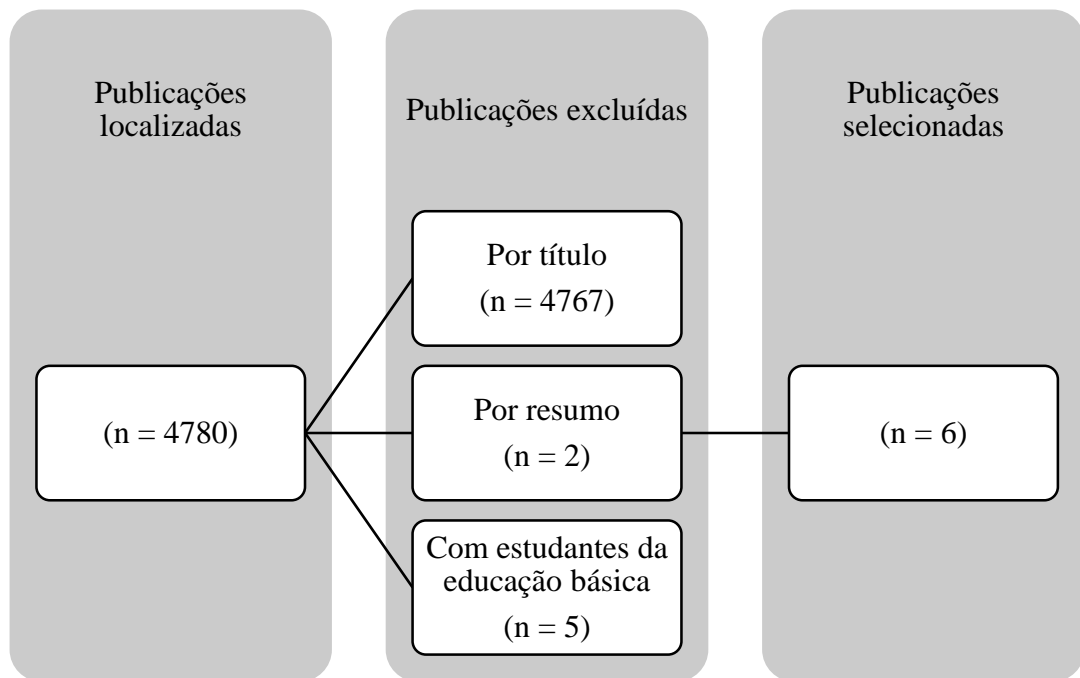 Publicações
localizadas
Publicações excluídas
Publicações
selecionadas
Por título
(n = 4767)
(n = 4780)
Por resumo
(n = 2)
(n = 6)
Com estudantes da
educação básica
(n = 5)